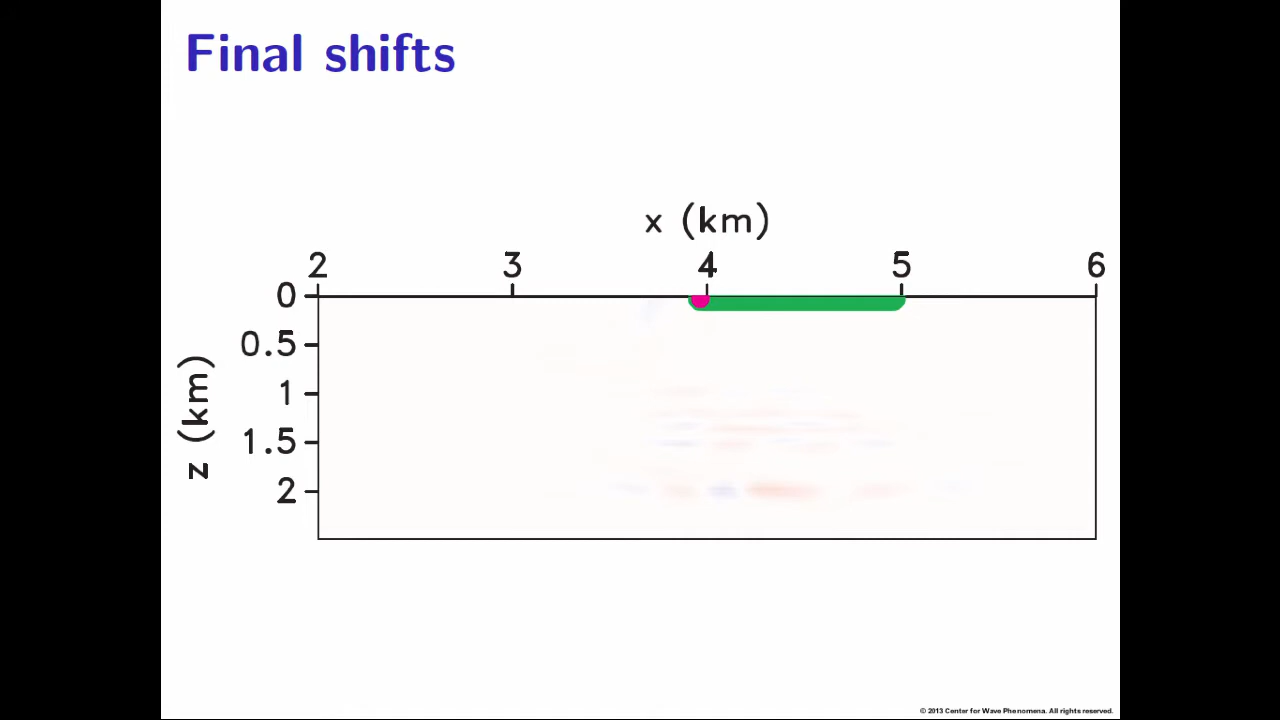 Final shifts
x (km)
2 3 4 5 6
0
0.5
1
1.5
2
z (km)
© 2013 Center for Wave Phenomena. All rights reserved.